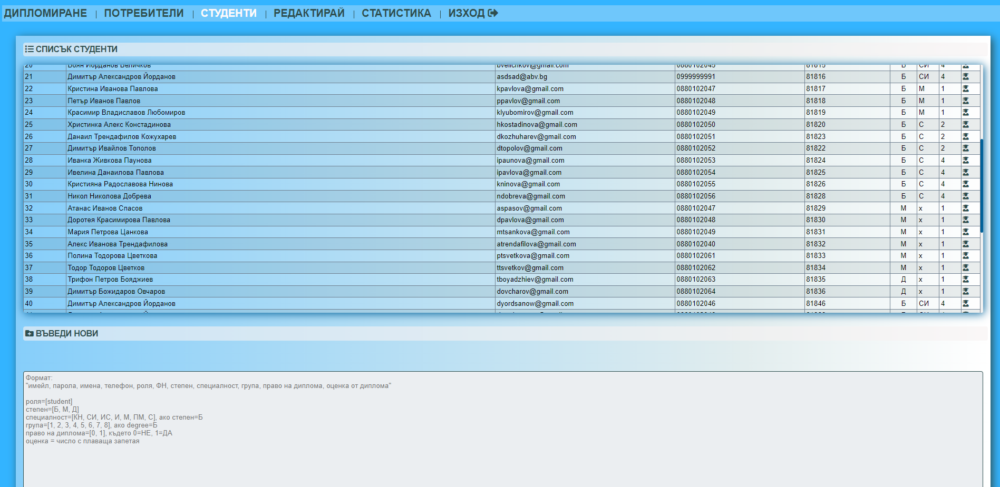 ДИПЛОМИРАНЕ | ПОТРЕБИТЕЛИ | СТУДЕНТИ | РЕДАКТИРАЙ | СТАТИСТИКА | ИЗХОД
СПИСЪК СТУДЕНТИ
20 Боян Йорданов Величков bvelichkov@gmail.com 0880102045 81815 Б СИ 4
21 Димитър Александров Йорданов asdsad@abv.bg 0999999991 81816 Б СИ 4
22 Кристина Иванова Павлова kpavlova@gmail.com 0880102047 81817 Б М 1
23 Петър Иванов Павлов ppavlov@gmail.com 0880102048 81818 Б М 1
24 Красимир Владиславов Любомиров klyubomirov@gmail.com 0880102049 81819 Б М 1
25 Христинка Алекс Констадинова hkostadinova@gmail.com 0880102050 81820 Б С 2
26 Данаил Трендафилов Кожухарев dkozhuharev@gmail.com 0880102051 81823 Б С 2
27 Димитър Ивайлов Тополов dtopolov@gmail.com 0880102052 81822 Б С 2
28 Иванка Живкова Паунова ipaunova@gmail.com 0880102053 81824 Б С 4
29 Ивелина Данаилова Павлова ipavlova@gmail.com 0880102054 81825 Б С 4
30 Кристияна Радославова Нинова kninova@gmail.com 0880102055 81826 Б С 4
31 Никол Николова Добрева ndobreva@gmail.com 0880102056 81828 Б С 4
32 Атанас Иванов Спасов aspasov@gmail.com 0880102047 81829 М x 1
33 Доротея Красимирова Павлова dpavlova@gmail.com 0880102048 81830 М x 1
34 Мария Петрова Цанкова mtsankova@gmail.com 0880102049 81831 М x 1
35 Алекс Иванова Трендафилова atrendafilova@gmail.com 0880102040 81832 М x 1
36 Полина Тодорова Цветкова ptsvetkova@gmail.com 0880102061 81833 М x 1
37 Тодор Тодоров Цветков ttsvetkov@gmail.com 0880102062 81834 М x 1
38 Трифон Петров Бояджиев tboyadzhiev@gmail.com 0880102063 81835 Д x 1
39 Димитър Божидаров Овчаров dovcharov@gmail.com 0880102064 81836 Д x 1
40 Димитър Александров Йорданов dyordsanow@gmail.com 0880102046 81846 Б СИ 4
ВЪВЕДИ НОВИ
Формат:
"имейл, парола, имена, телефон, роля, ФН, степен, специалност, група, право на диплома, оценка от диплома"
роля=[student]
степен=[Б, М, Д]
специалност=[КН, СИ, ИС, И, М, ПМ, С], ако степен=Б
група=[1, 2, 3, 4, 5, 6, 7, 8], ако degree=Б
право на диплома=[0, 1], където 0=НЕ, 1=ДА
оценка = число с плаваща запетая